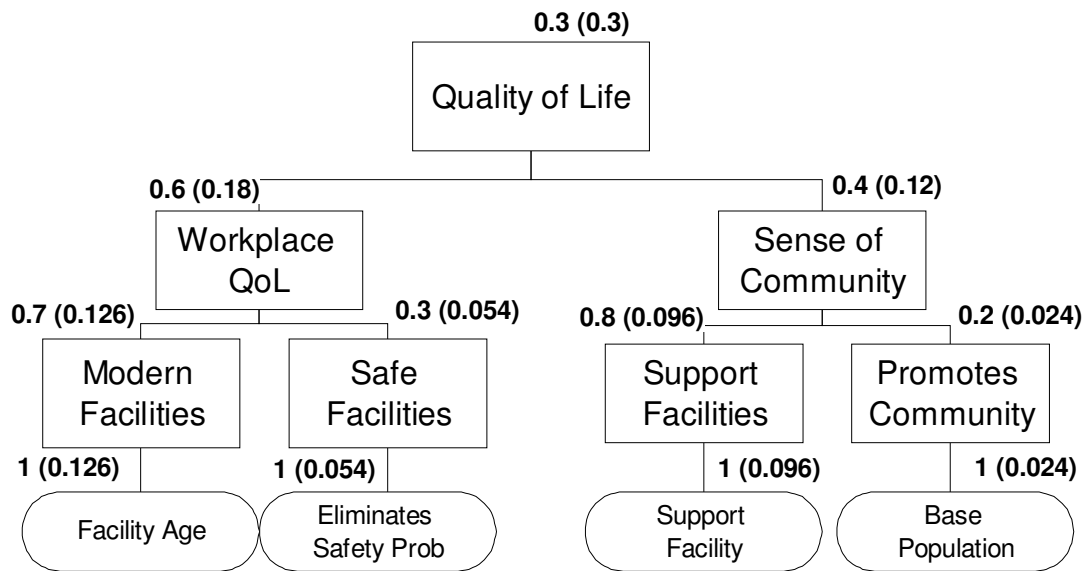 0.3 (0.3)
Quality of Life
0.6 (0.18)
0.4 (0.12)
Workplace
QoL
Sense of
Community
0.7 (0.126)
0.3 (0.054)
0.8 (0.096)
0.2 (0.024)
Modern
Facilities
Safe
Facilities
Support
Facilities
Promotes
Community
1 (0.126)
1 (0.054)
1 (0.096)
1 (0.024)
Facility Age
Eliminates
Safety Prob
Support
Facility
Base
Population